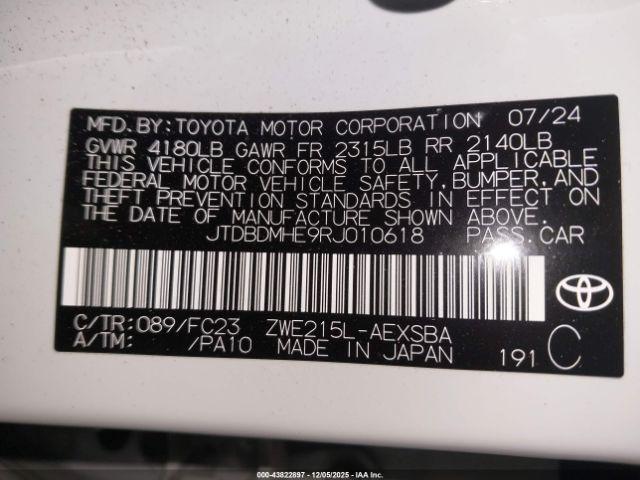 MFD.BY:TOYOTA MOTOR CORPORATION 07/24
GVWR 4180LB GAWR FR 2315LB RR 2140LB
THIS VEHICLE CONFORMS TO ALL APPLICABLE
FEDERAL MOTOR VEHICLE SAFETY,BUMPER,AND
THEFT PREVENTION STANDARDS IN EFFECT ON
THE DATE OF MANUFACTURE SHOWN ABOVE.
JTDBDMHE9RJ010618 PASS.CAR
C/TR:089/FC23 ZWE215L-AEXSBA
A/TM: /PA10 MADE IN JAPAN 191 C
000-43822897 - 12/05/2025 - IAA Inc.